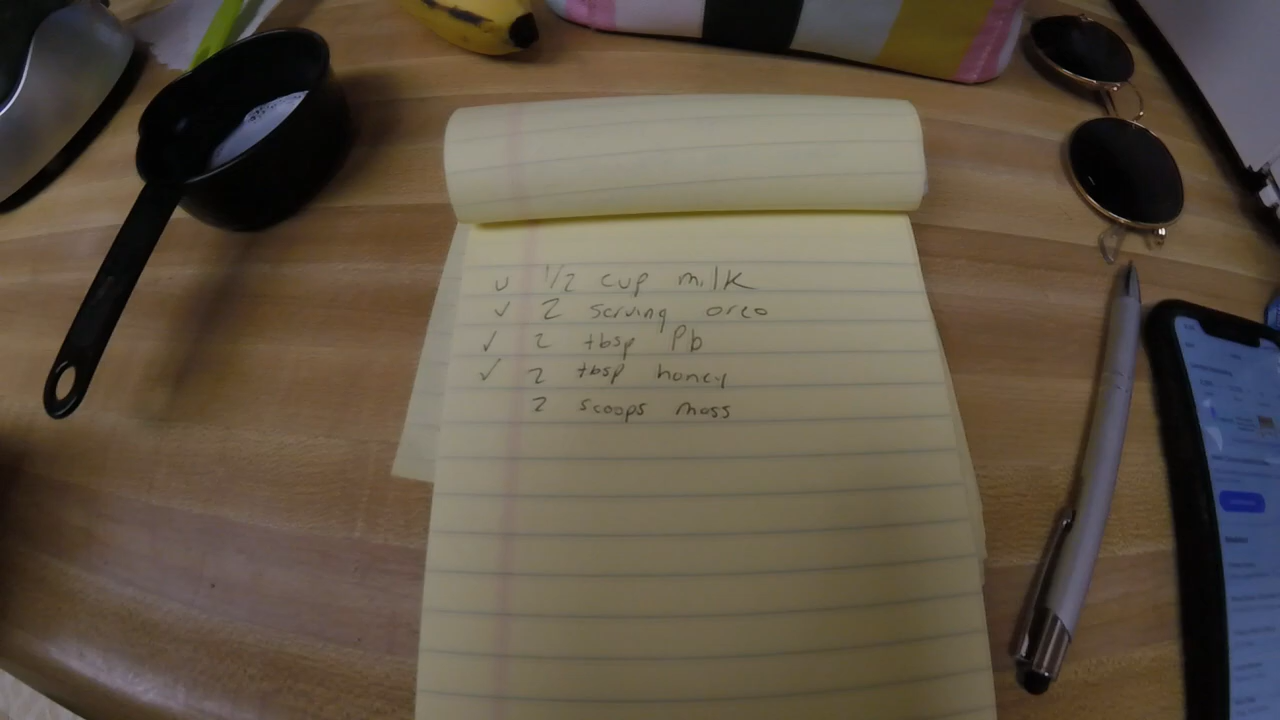 ✓ 1/2 cup milk
✓ 2 serving oreo
✓ 2 tbsp Pb
✓ 2 tbsp honey
2 scoops mass